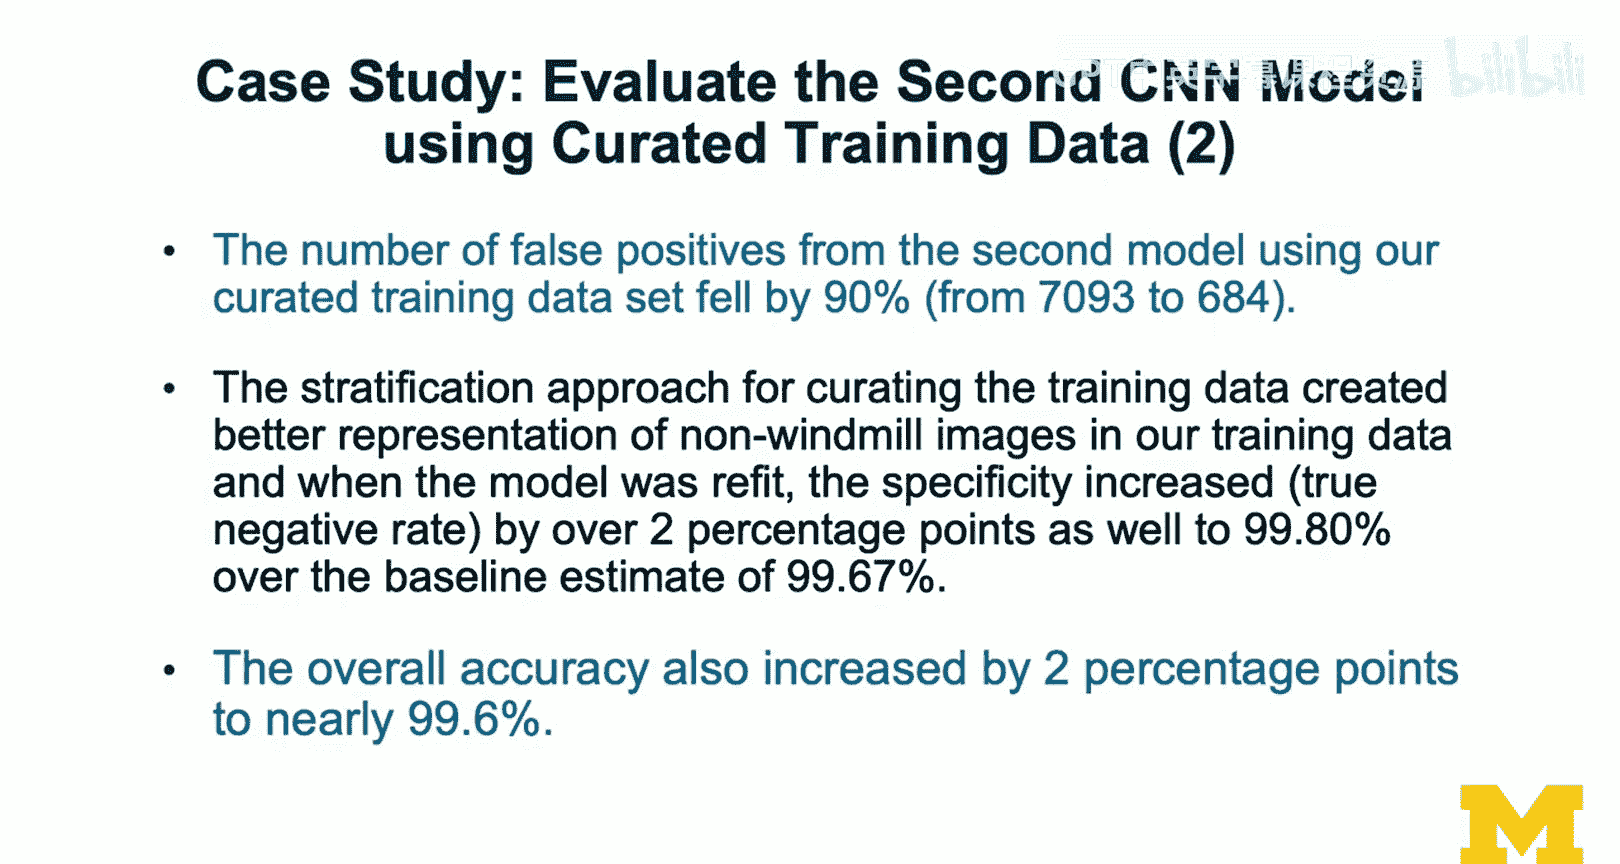 Case Study: Evaluate the Second CNN Model
using Curated Training Data (2)
bilibili
• The number of false positives from the second model using our
curated training data set fell by 90% (from 7093 to 684).
• The stratification approach for curating the training data created
better representation of non-windmill images in our training data
and when the model was refit, the specificity increased (true
negative rate) by over 2 percentage points as well to 99.80%
over the baseline estimate of 99.67%.
• The overall accuracy also increased by 2 percentage points
to nearly 99.6%.
M